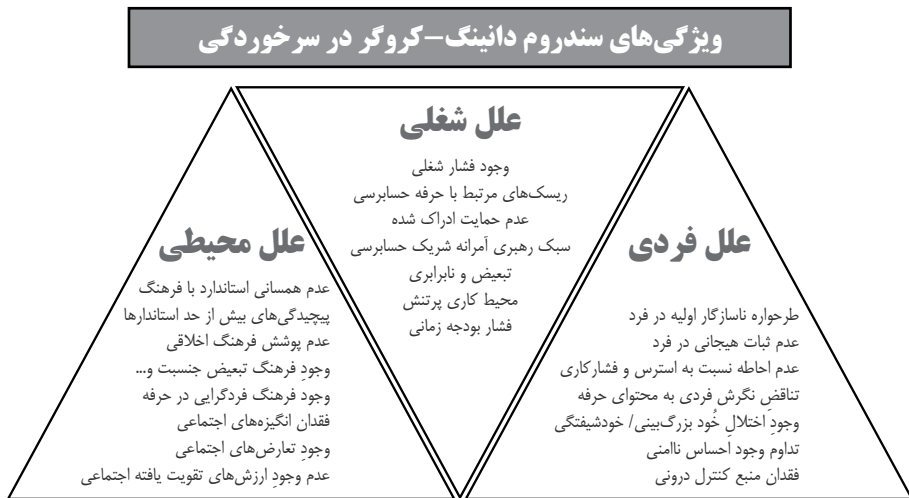 ویژگی‌های سندروم دانینگ-کروگر در سرخوردگی
علل شغلی
وجود فشار شغلی
ریسک‌های مرتبط با حرفه حسابرسی
عدم حمایت ادراک شده
سبک رهبری آمرانه شریک حسابرسی
تبعیض و نابرابری
محیط کاری پرتنش
فشار بودجه زمانی
علل فردی
طرحواره ناسازگار اولیه در فرد
عدم ثبات هیجانی در فرد
عدم احاطه نسبت به استرس و فشارکاری
تناقضِ نگرش فردی به محتوای حرفه
وجودِ اختلالِ خُود بزرگ‌بینی/ خودشیفتگی
تداوم وجود احساس ناامنی
فقدان منبع کنترل درونی
علل محیطی
عدم همسانی استاندارد با فرهنگ
پیچیدگی‌های بیش از حد استاندارها
عدم پوشش فرهنگ اخلاقی
وجودِ فرهنگ تبعیض جنسبت و...
وجود فرهنگ فردگرایی در حرفه
فقدان انگیزه‌های اجتماعی
وجودِ تعارض‌های اجتماعی
عدم وجودِ ارزش‌های تقویت یافته اجتماعی